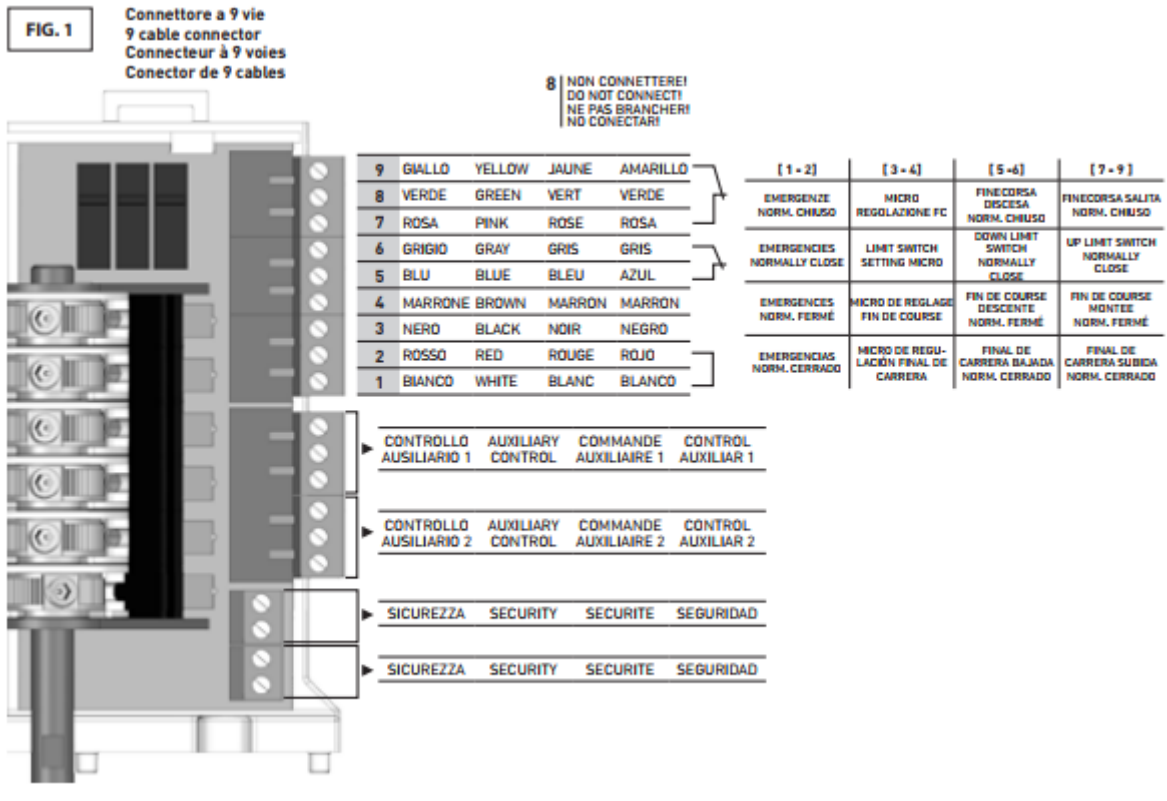 FIG. 1
Connettore a 9 vie
9 cable connector
Connecteur à 9 voies
Conector de 9 cables
8 NON CONNETTERE!
DO NOT CONNECT!
NE PAS BRANCHER!
NO CONECTAR!
9 GIALLO YELLOW JAUNE AMARILLO
8 VERDE GREEN VERT VERDE
7 ROSA PINK ROSE ROSA
6 GRIGIO GRAY GRIS GRIS
5 BLU BLUE BLEU AZUL
4 MARRONE BROWN MARRON MARRON
3 NERO BLACK NOIR NEGRO
2 ROSSO RED ROUGE ROJO
1 BIANCO WHITE BLANC BLANCO
[ 1 - 2] [ 3 - 4] [ 5 -6] [ 7 - 9 ]
EMERGENZE
NORM. CHIUSO
MICRO
REGOLAZIONE FC
FINECORSA
DISCESA
NORM. CHIUSO
FINECORSA SALITA
NORM. CHIUSO
EMERGENCIES
NORMALLY CLOSE
LIMIT SWITCH
SETTING MICRO
DOWN LIMIT
SWITCH
NORMALLY
CLOSE
UP LIMIT SWITCH
NORMALLY
CLOSE
EMERGENCES
NORM. FERMÉ
MICRO DE REGLAGE
FIN DE COURSE
FIN DE COURSE
DESCENTE
NORM. FERMÉ
FIN DE COURSE
MONTEE
NORM. FERMÉ
EMERGENCIAS
NORM. CERRADO
MICRO DE REGU-
LACIÓN FINAL DE
CARRERA
FINAL DE
CARRERA BAJADA
NORM. CERRADO
FINAL DE
CARRERA SUBIDA
NORM. CERRADO
CONTROLLO AUXILIARY COMMANDE CONTROL
AUSILIARIO 1 CONTROL AUXILIAIRE 1 AUXILIAR 1
CONTROLLO AUXILIARY COMMANDE CONTROL
AUSILIARIO 2 CONTROL AUXILIAIRE 2 AUXILIAR 2
SICUREZZA SECURITY SECURITE SEGURIDAD
SICUREZZA SECURITY SECURITE SEGURIDAD